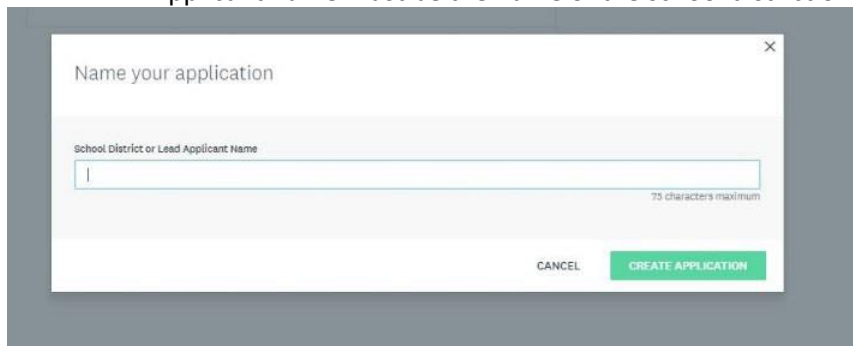 Name your application
School District or Lead Applicant Name
75 characters maximum
CANCEL CREATE APPLICATION